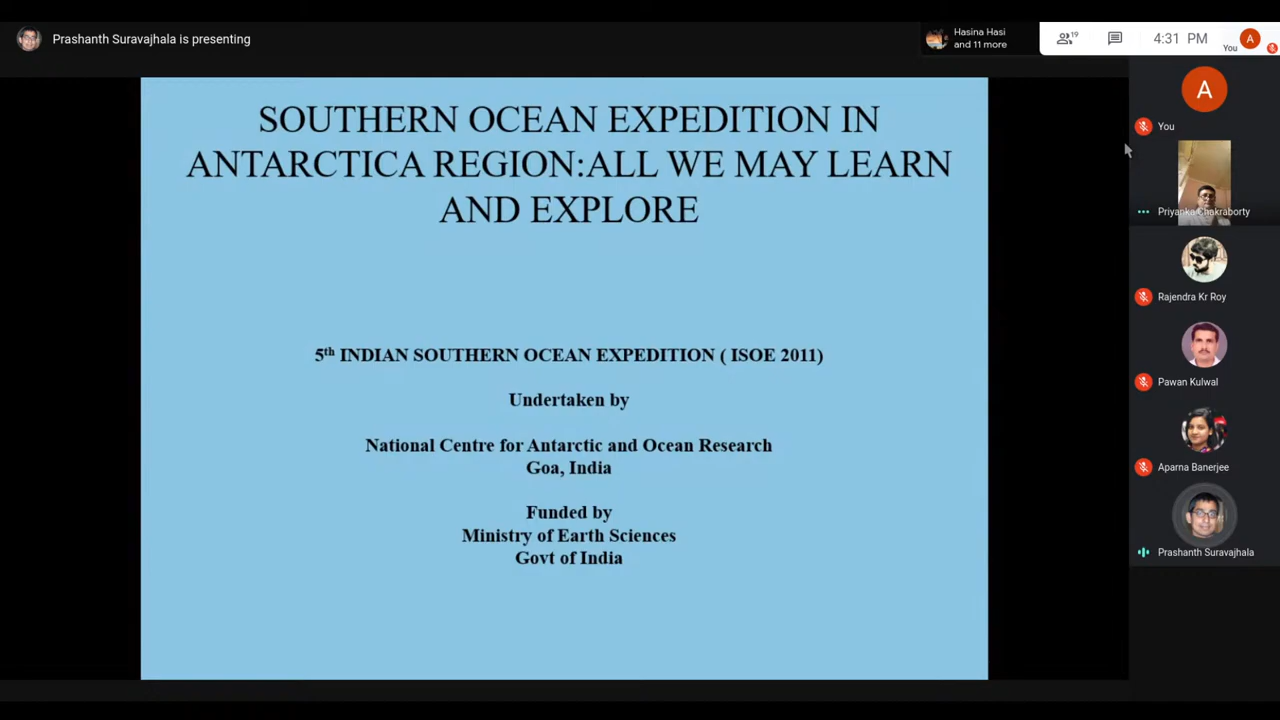 Prashanth Suravajhala is presenting
Hasina Hasi
and 11 more
19
4:31 PM
You
A
SOUTHERN OCEAN EXPEDITION IN
ANTARCTICA REGION:ALL WE MAY LEARN
AND EXPLORE
5th INDIAN SOUTHERN OCEAN EXPEDITION ( ISOE 2011)
Undertaken by
National Centre for Antarctic and Ocean Research
Goa, India
Funded by
Ministry of Earth Sciences
Govt of India
A
You
Priyanka Chakraborty
Rajendra Kr Roy
Pawan Kulwal
Aparna Banerjee
Prashanth Suravajhala